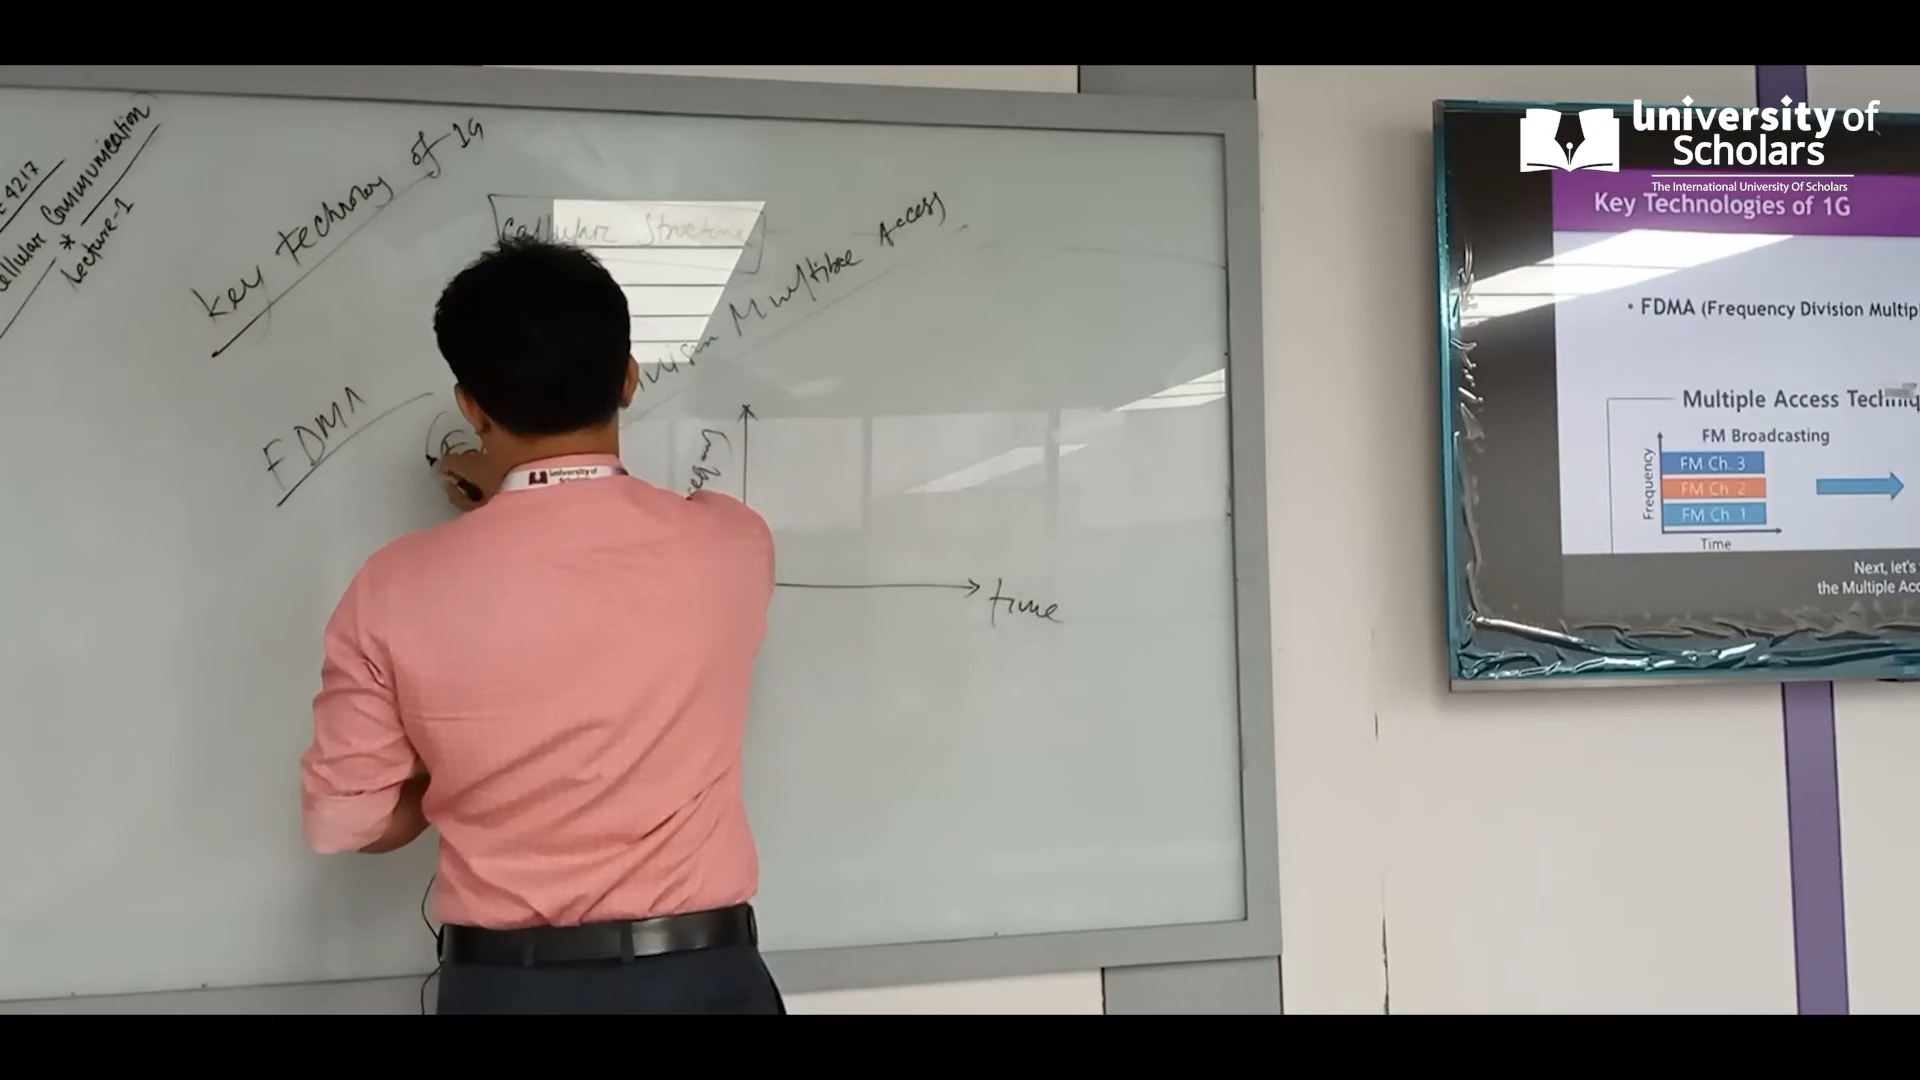 4217
Cellular Communication
*
Lecture-1
Key technology of 1G
Cellular Structure
Multiple Access
FDMA
time
University of
Scholars
The International University Of Scholars
Key Technologies of 1G
• FDMA (Frequency Division Multip
Multiple Access Techniq
FM Broadcasting
Frequency
FM Ch. 3
FM Ch. 2
FM Ch. 1
Time
Next, let's
the Multiple Acc
university of